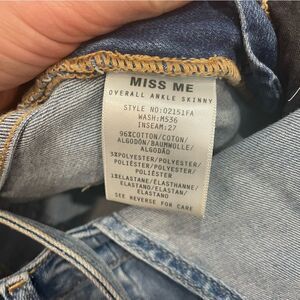 MISS ME
OVERALL ANKLE SKINNY
STYLE NO:O2151FA
WASH:M536
INSEAM:27
96%COTTON/COTON/
ALGODÓN/BAUMWOLLE/
ALGODÃO
3%POLYESTER/POLYESTER/
POLIÉSTER/POLYESTER/
POLIÉSTER
1%ELASTANE/ÉLASTHANNE/
ELASTANO/ELASTAN/
ELASTANO
SEE REVERSE FOR CARE